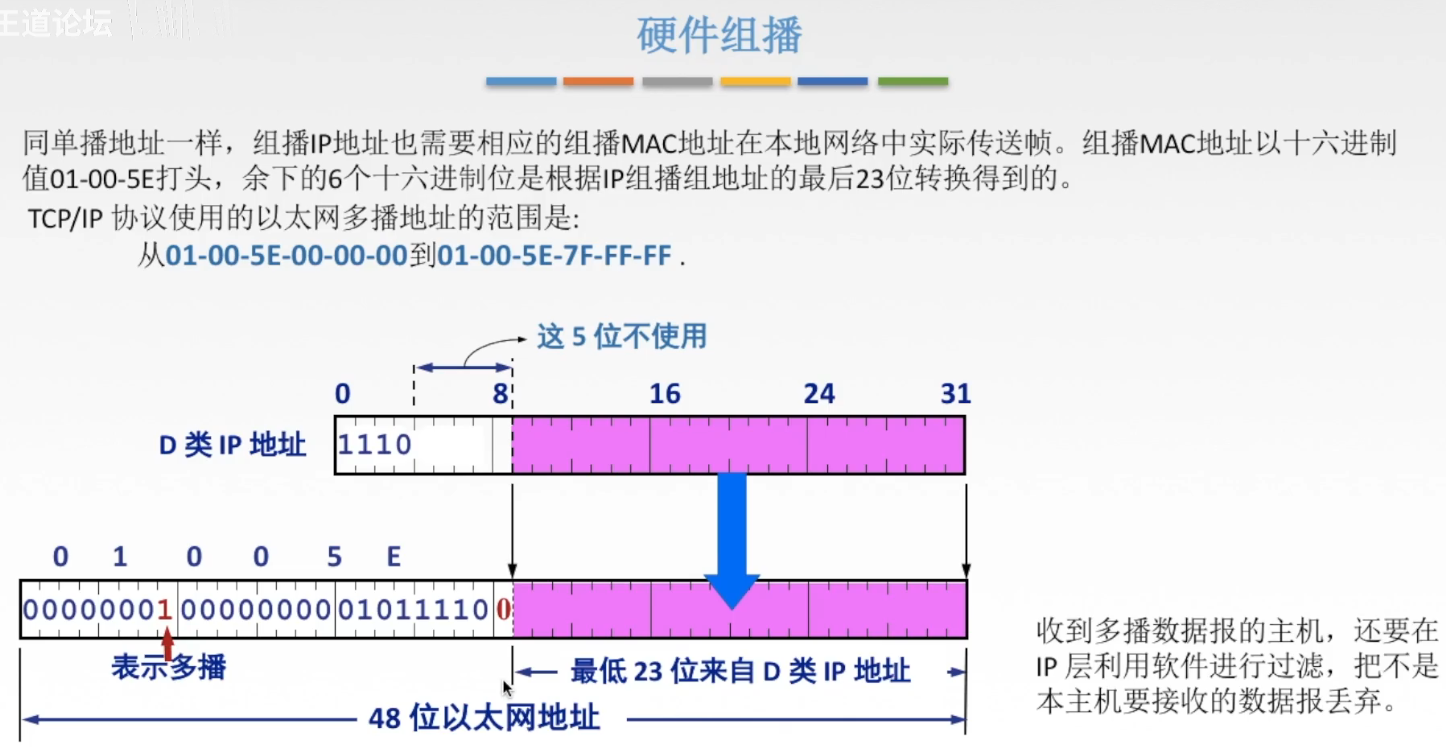 王道论坛
硬件组播
同单播地址一样，组播IP地址也需要相应的组播MAC地址在本地网络中实际传送帧。组播MAC地址以十六进制
值01-00-5E打头，余下的6个十六进制位是根据IP组播组地址的最后23位转换得到的。
TCP/IP 协议使用的以太网多播地址的范围是:
从01-00-5E-00-00-00到01-00-5E-7F-FF-FF .
这 5 位不使用
0 8 16 24 31
D 类 IP 地址 1110
0 1 0 0 5 E
00000001 00000000 01011110 0
表示多播
最低 23 位来自 D 类 IP 地址
48 位以太网地址
收到多播数据报的主机，还要在
IP 层利用软件进行过滤，把不是
本主机要接收的数据报丢弃。